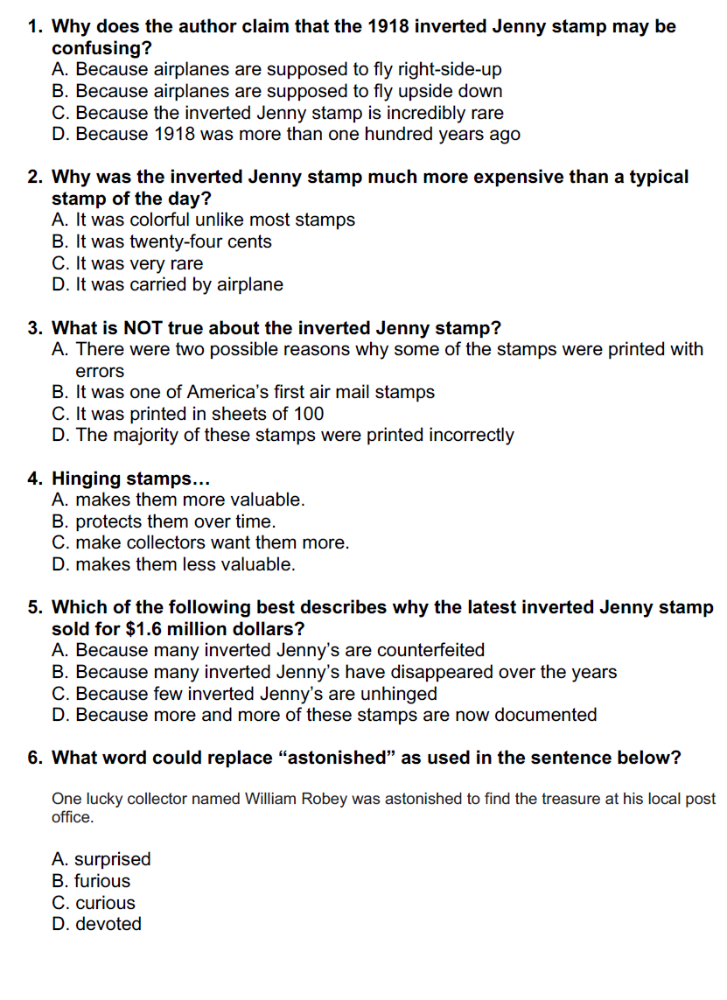 1. Why does the author claim that the 1918 inverted Jenny stamp may be
confusing?
A. Because airplanes are supposed to fly right-side-up
B. Because airplanes are supposed to fly upside down
C. Because the inverted Jenny stamp is incredibly rare
D. Because 1918 was more than one hundred years ago
2. Why was the inverted Jenny stamp much more expensive than a typical
stamp of the day?
A. It was colorful unlike most stamps
B. It was twenty-four cents
C. It was very rare
D. It was carried by airplane
3. What is NOT true about the inverted Jenny stamp?
A. There were two possible reasons why some of the stamps were printed with
errors
B. It was one of America’s first air mail stamps
C. It was printed in sheets of 100
D. The majority of these stamps were printed incorrectly
4. Hinging stamps…
A. makes them more valuable.
B. protects them over time.
C. make collectors want them more.
D. makes them less valuable.
5. Which of the following best describes why the latest inverted Jenny stamp
sold for $1.6 million dollars?
A. Because many inverted Jenny’s are counterfeited
B. Because many inverted Jenny’s have disappeared over the years
C. Because few inverted Jenny’s are unhinged
D. Because more and more of these stamps are now documented
6. What word could replace “astonished” as used in the sentence below?
One lucky collector named William Robey was astonished to find the treasure at his local post
office.
A. surprised
B. furious
C. curious
D. devoted